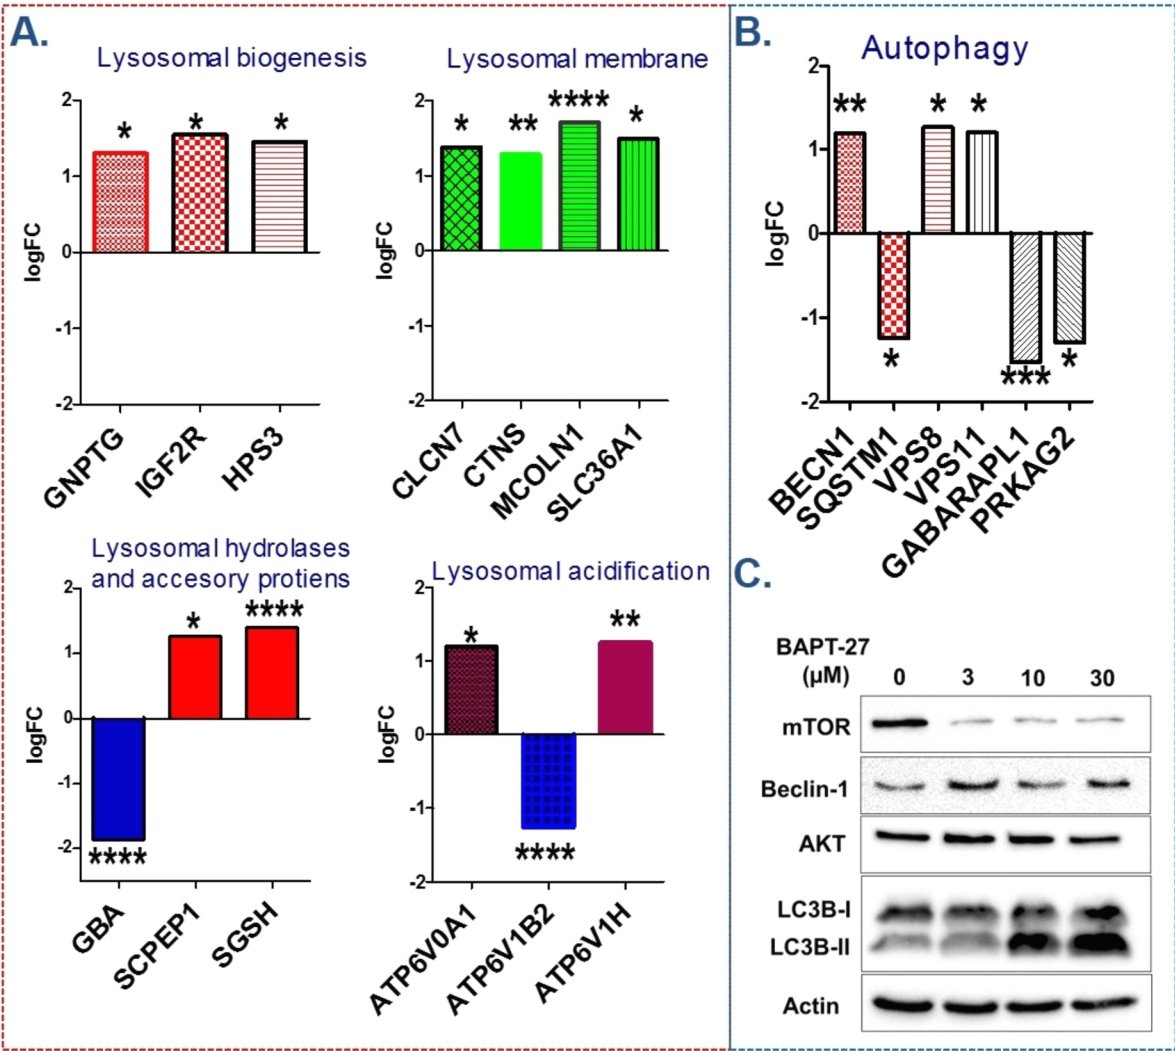 A.
Lysosomal biogenesis
logFC
2
1
0
-1
-2
*
*
*
GNPTG
IGF2R
HPS3
Lysosomal membrane
logFC
2
1
0
-1
-2
*
**
****
*
CLCN7
CTNS
MCOLN1
SLC36A1
Lysosomal hydrolases
and accesory protiens
logFC
2
1
0
-1
-2
****
*
****
GBA
SCPEP1
SGSH
Lysosomal acidification
logFC
2
1
0
-1
-2
*
****
**
ATP6V0A1
ATP6V1B2
ATP6V1H
B.
Autophagy
logFC
2
1
0
-1
-2
**
*
*
*
***
*
BECN1
SQSTM1
VPS8
VPS11
GABARAPL1
PRKAG2
C.
BAPT-27
(µM) 0 3 10 30
mTOR
Beclin-1
AKT
LC3B-I
LC3B-II
Actin